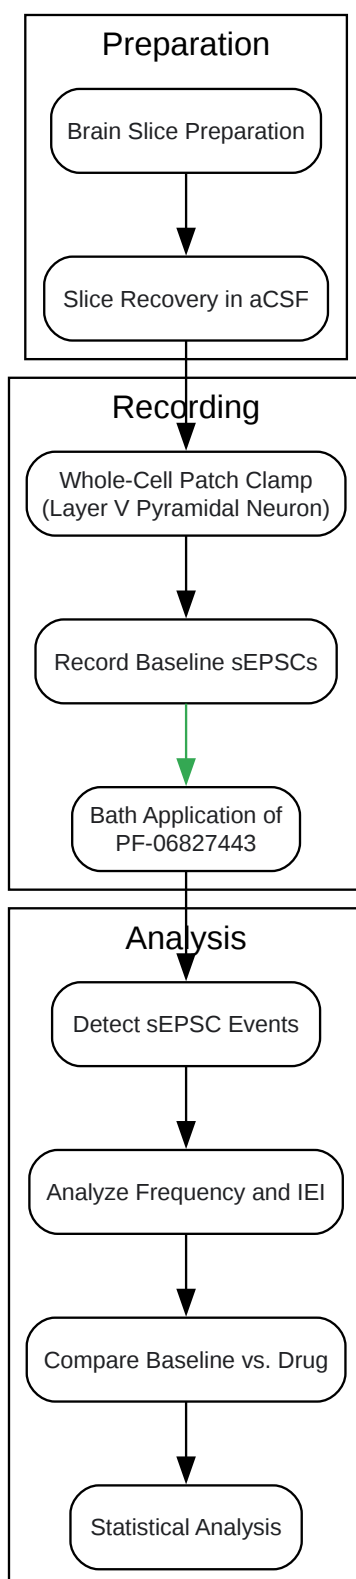 Preparation
Brain Slice Preparation
Slice Recovery in aCSF
Recording
Whole-Cell Patch Clamp
(Layer V Pyramidal Neuron)
Record Baseline sEPSCs
Bath Application of
PF-06827443
Analysis
Detect sEPSC Events
Analyze Frequency and IEI
Compare Baseline vs. Drug
Statistical Analysis